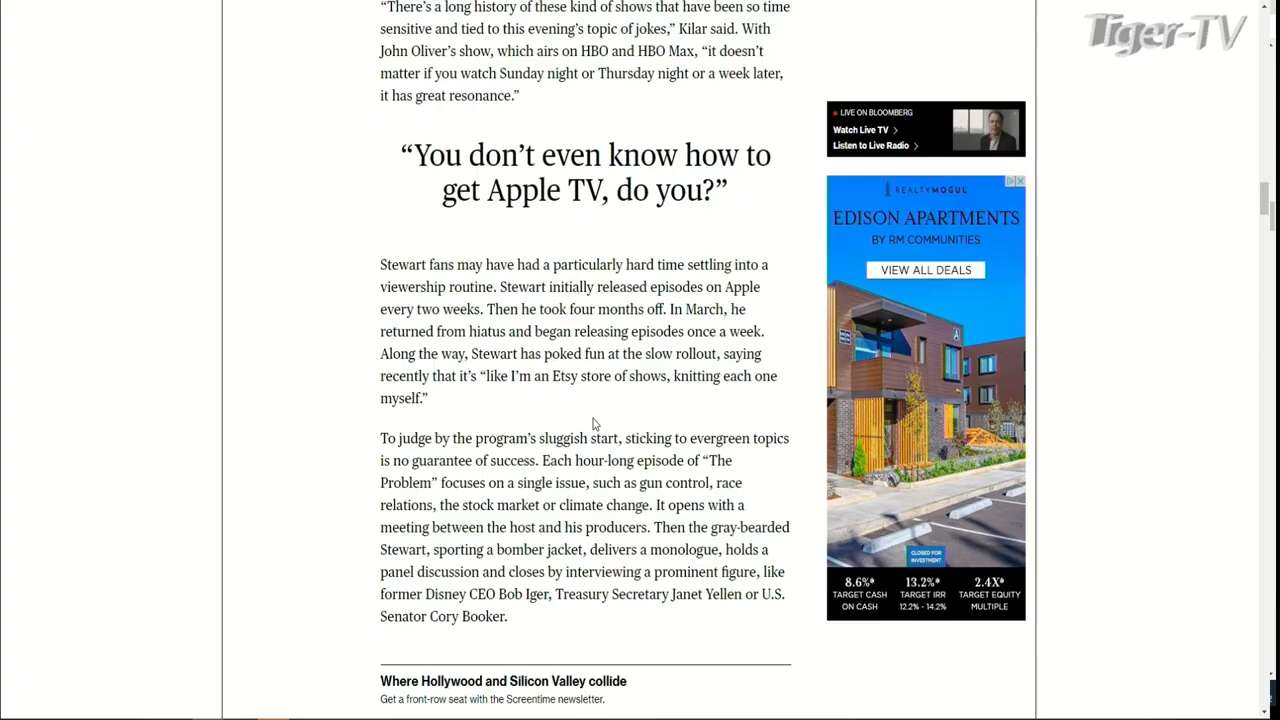 Tiger-TV
“There’s a long history of these kind of shows that have been so time
sensitive and tied to this evening’s topic of jokes,” Kilar said. With
John Oliver’s show, which airs on HBO and HBO Max, “it doesn’t
matter if you watch Sunday night or Thursday night or a week later,
it has great resonance.”
“You don’t even know how to
get Apple TV, do you?”
Stewart fans may have had a particularly hard time settling into a
viewership routine. Stewart initially released episodes on Apple
every two weeks. Then he took four months off. In March, he
returned from hiatus and began releasing episodes once a week.
Along the way, Stewart has poked fun at the slow rollout, saying
recently that it’s “like I’m an Etsy store of shows, knitting each one
myself.”
To judge by the program’s sluggish start, sticking to evergreen topics
is no guarantee of success. Each hour-long episode of “The
Problem” focuses on a single issue, such as gun control, race
relations, the stock market or climate change. It opens with a
meeting between the host and his producers. Then the gray-bearded
Stewart, sporting a bomber jacket, delivers a monologue, holds a
panel discussion and closes by interviewing a prominent figure, like
former Disney CEO Bob Iger, Treasury Secretary Janet Yellen or U.S.
Senator Cory Booker.
Where Hollywood and Silicon Valley collide
Get a front-row seat with the Screentime newsletter.
LIVE ON BLOOMBERG
Watch Live TV >
Listen to Live Radio >
REALTYMOGUL
EDISON APARTMENTS
BY RM COMMUNITIES
VIEW ALL DEALS
A
CLOSED FOR
INVESTMENT
8.6%* 13.2%* 2.4X*
TARGET CASH TARGET IRR TARGET EQUITY
ON CASH 12.2% - 14.2% MULTIPLE